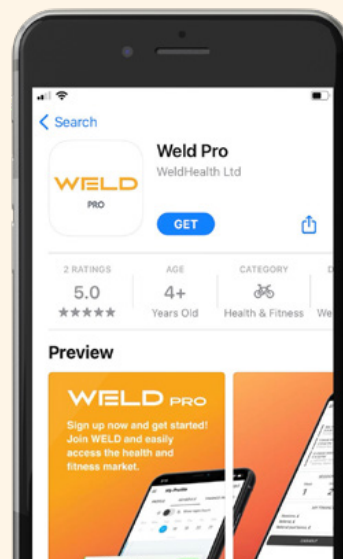 Search
Weld Pro
WeldHealth Ltd
WELD
PRO
GET
2 RATINGS
AGE
CATEGORY
5.0
4+
Years Old
Health & Fitness
Preview
WELD PRO
Sign up now and get started!
Join WELD and easily
access the health and
fitness market.
My Profile